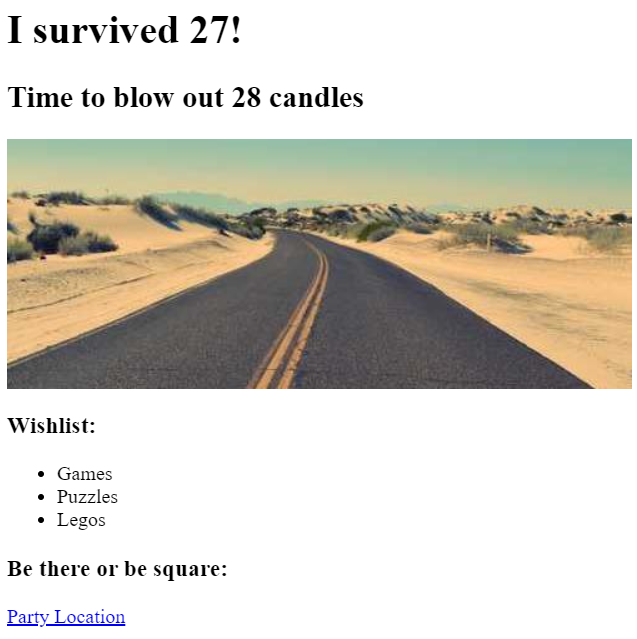 I survived 27!
Time to blow out 28 candles
Wishlist:
Games
Puzzles
Legos
Be there or be square:
Party Location